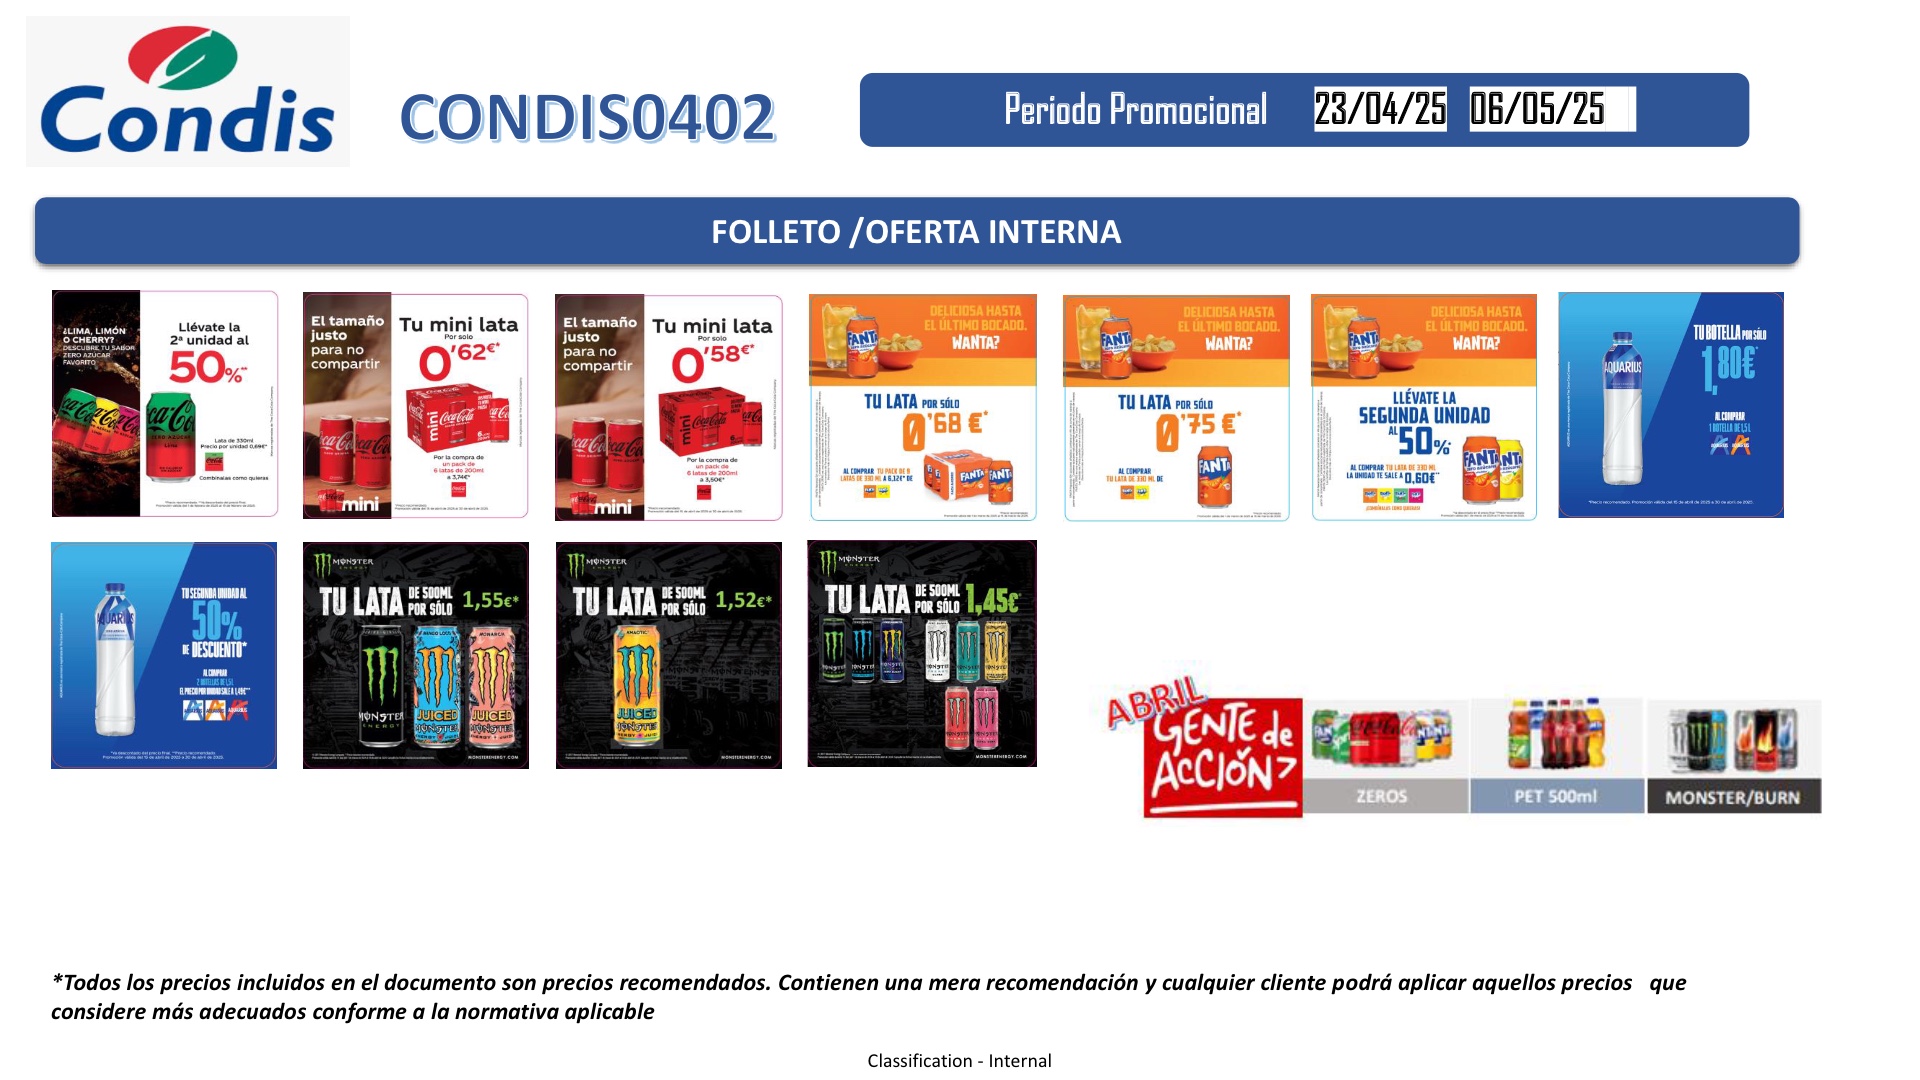 Condis
CONDIS0402
Periodo Promocional 23/04/25 06/05/25
FOLLETO /OFERTA INTERNA
¿LIMA, LIMÓN
O CHERRY?
DESCUBRE TU SABOR
ZERO AZÚCAR
FAVORITO
Llévate la
2ª unidad al
50%**
Lata de 330ml
Precio por unidad 0,69€*
Combínalas como quieras
El tamaño
justo
para no
compartir
Tu mini lata
Por solo
0'62€*
Por la compra de
un pack de
6 latas de 200ml
a 3,74€*
mini
El tamaño
justo
para no
compartir
Tu mini lata
Por solo
0'58€*
Por la compra de
un pack de
6 latas de 200ml
a 3,50€*
mini
DELICIOSA HASTA
EL ÚLTIMO BOCADO.
WANTA?
FANTA
TU LATA POR SÓLO
0'68 €*
AL COMPRAR TU PACK DE 9
LATAS DE 330 ML A 6,12€* DE
DELICIOSA HASTA
EL ÚLTIMO BOCADO.
WANTA?
FANTA
TU LATA POR SÓLO
0'75 €*
AL COMPRAR
TU LATA DE 330 ML DE
FANTA
DELICIOSA HASTA
EL ÚLTIMO BOCADO.
WANTA?
FANTA
LLÉVATE LA
SEGUNDA UNIDAD
AL 50%*
AL COMPRAR TU LATA DE 330 ML
LA UNIDAD TE SALE A 0,60€**
¡COMBÍNALAS COMO QUIERAS!
TU BOTELLA POR SÓLO
1,80€*
AL COMPRAR
1 BOTELLA DE 1,5 L
AQUARIUS
TU SEGUNDA UNIDAD AL
50%
DE DESCUENTO*
AL COMPRAR
2 BOTELLAS DE 1,5 L
EL PRECIO POR UNIDAD SALE A 1,49€**
AQUARIUS
MONSTER
ENERGY
TU LATA DE 500ML POR SÓLO 1,55€*
MONSTERENERGY.COM
MONSTER
ENERGY
TU LATA DE 500ML POR SÓLO 1,52€*
MONSTERENERGY.COM
MONSTER
ENERGY
TU LATA DE 500ML POR SÓLO 1,45€*
MONSTERENERGY.COM
ABRIL
GENTE de
ACCIÓN>
ZEROS
PET 500ml
MONSTER/BURN
*Todos los precios incluidos en el documento son precios recomendados. Contienen una mera recomendación y cualquier cliente podrá aplicar aquellos precios que
considere más adecuados conforme a la normativa aplicable
Classification - Internal